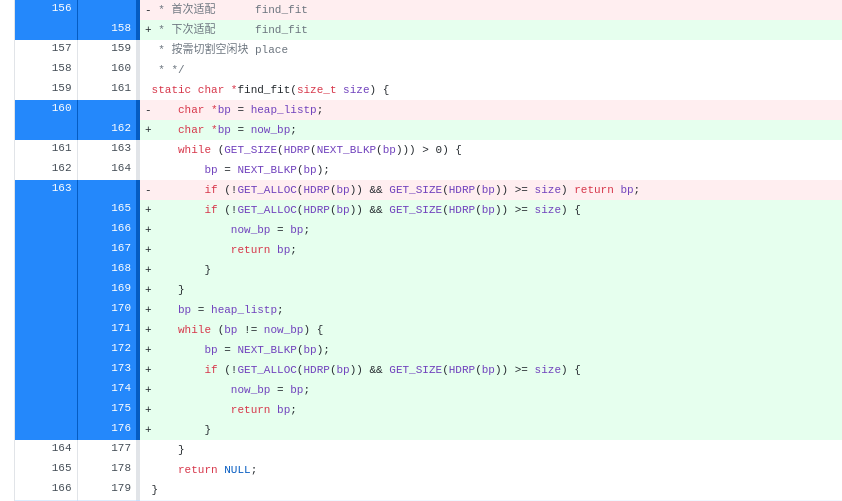 156 - * 首次适配      find_fit
158 + * 下次适配      find_fit
157 159 * 按需切割空闲块 place
158 160 * */
159 161 static char *find_fit(size_t size) {
160 -    char *bp = heap_listp;
162 +    char *bp = now_bp;
161 163     while (GET_SIZE(HDRP(NEXT_BLKP(bp))) > 0) {
162 164         bp = NEXT_BLKP(bp);
163 -        if (!GET_ALLOC(HDRP(bp)) && GET_SIZE(HDRP(bp)) >= size) return bp;
165 +        if (!GET_ALLOC(HDRP(bp)) && GET_SIZE(HDRP(bp)) >= size) {
166 +            now_bp = bp;
167 +            return bp;
168 +        }
169 +    }
170 +    bp = heap_listp;
171 +    while (bp != now_bp) {
172 +        bp = NEXT_BLKP(bp);
173 +        if (!GET_ALLOC(HDRP(bp)) && GET_SIZE(HDRP(bp)) >= size) {
174 +            now_bp = bp;
175 +            return bp;
176 +        }
164 177     }
165 178     return NULL;
166 179 }